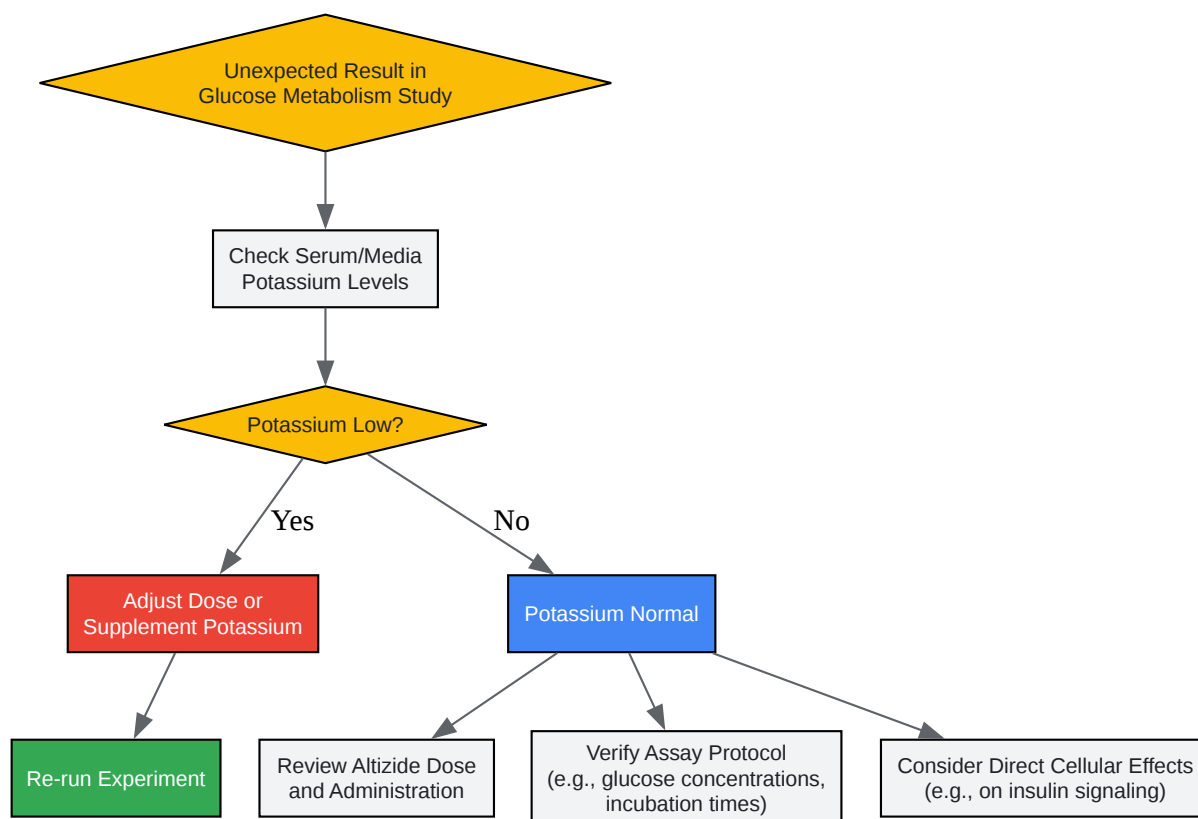 Unexpected Result in
Glucose Metabolism Study
Check Serum/Media
Potassium Levels
Potassium Low?
Yes
No
Adjust Dose or
Supplement Potassium
Potassium Normal
Re-run Experiment
Review Altizide Dose
and Administration
Verify Assay Protocol
(e.g., glucose concentrations,
incubation times)
Consider Direct Cellular Effects
(e.g., on insulin signaling)